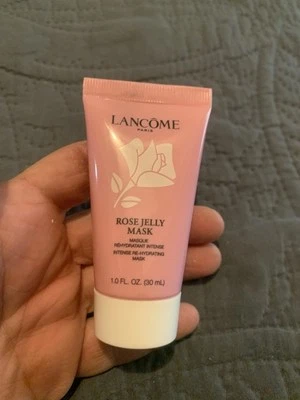 LANCÔME
PARIS
ROSE JELLY
MASK
MASQUE
RÉHYDRATANT INTENSE
INTENSE RE-HYDRATING
MASK
1.0 FL. OZ. (30 mL)